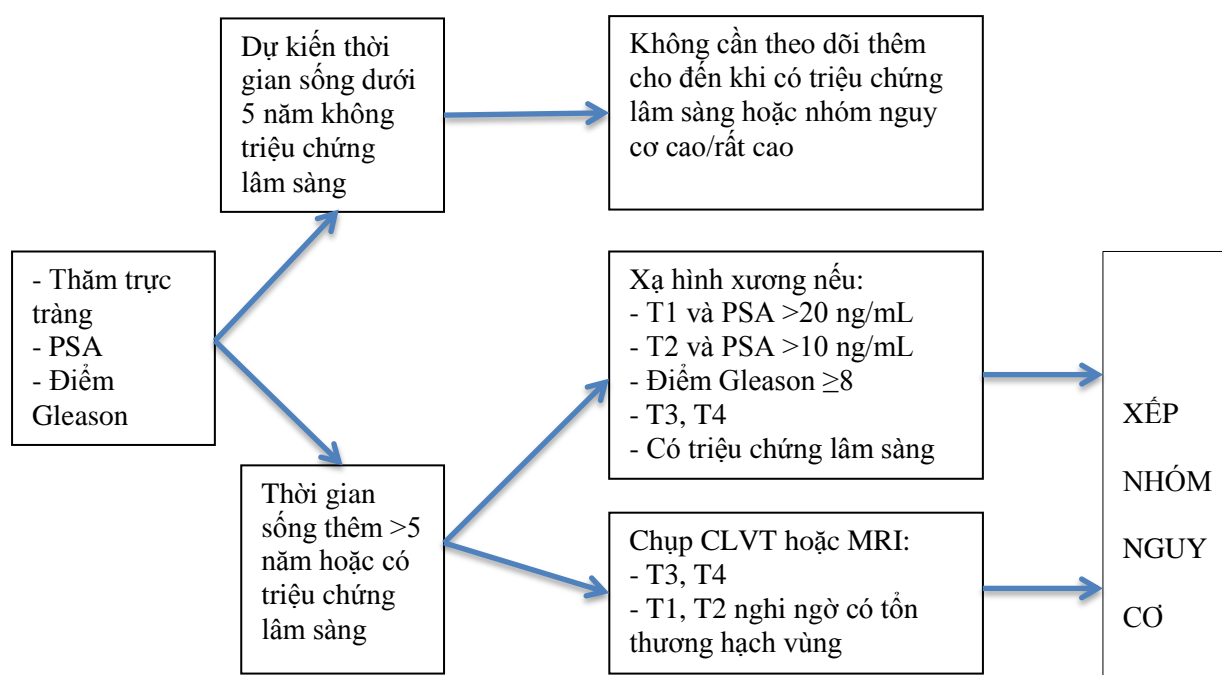 Dự kiến thời
gian sống dưới
5 năm không
triệu chứng
lâm sàng
Không cần theo dõi thêm
cho đến khi có triệu chứng
lâm sàng hoặc nhóm nguy
cơ cao/rất cao
- Thăm trực
tràng
- PSA
- Điểm
Gleason
Xạ hình xương nếu:
- T1 và PSA >20 ng/mL
- T2 và PSA >10 ng/mL
- Điểm Gleason ≥8
- T3, T4
- Có triệu chứng lâm sàng
Thời gian
sống thêm >5
năm hoặc có
triệu chứng
lâm sàng
Chụp CLVT hoặc MRI:
- T3, T4
- T1, T2 nghi ngờ có tổn
thương hạch vùng
XẾP
NHÓM
NGUY
CƠ